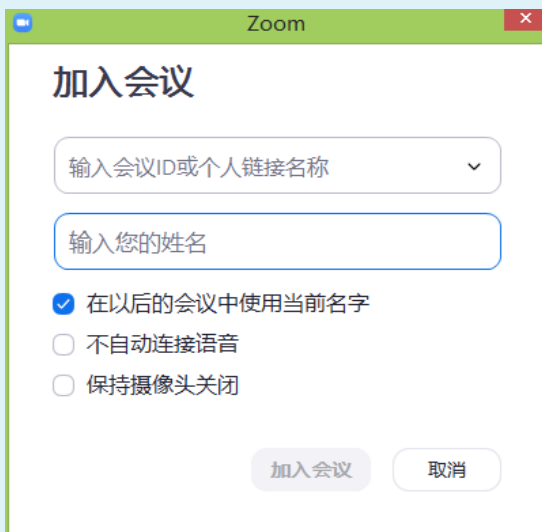 Zoom
加入会议
输入会议ID或个人链接名称
输入您的姓名
在以后的会议中使用当前名字
不自动连接语音
保持摄像头关闭
加入会议 取消